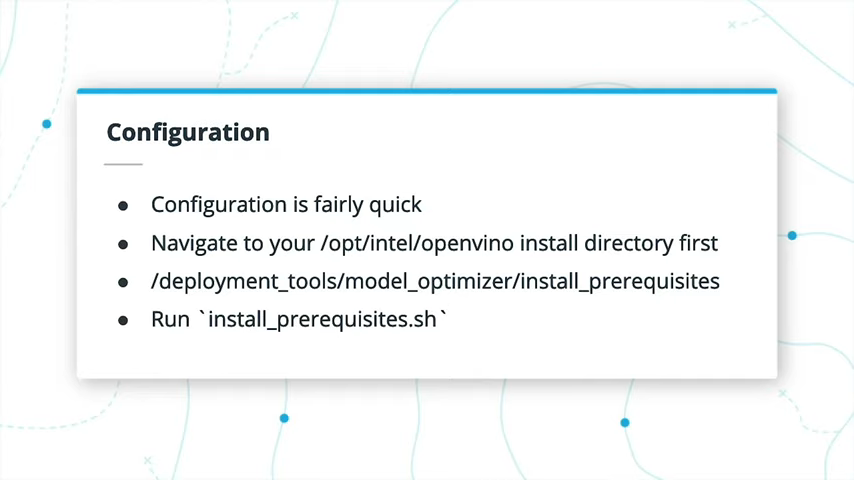 Configuration
● Configuration is fairly quick
● Navigate to your /opt/intel/openvino install directory first
● /deployment_tools/model_optimizer/install_prerequisites
● Run `install_prerequisites.sh`